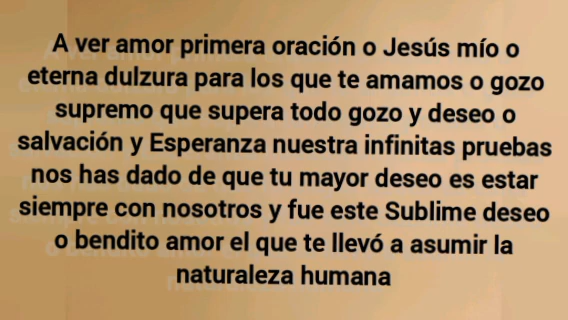 A ver amor primera oración o Jesús mío o
eterna dulzura para los que te amamos o gozo
supremo que supera todo gozo y deseo o
salvación y Esperanza nuestra infinitas pruebas
nos has dado de que tu mayor deseo es estar
siempre con nosotros y fue este Sublime deseo
o bendito amor el que te llevó a asumir la
naturaleza humana